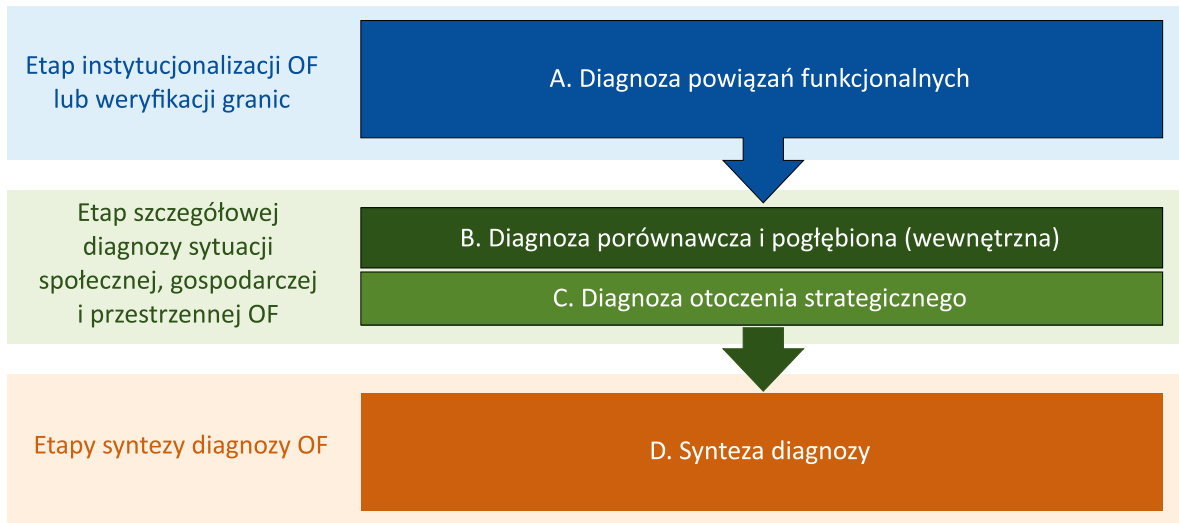 Etap instytucjonalizacji OF
lub weryfikacji granic
A. Diagnoza powiązań funkcjonalnych
Etap szczegółowej
diagnozy sytuacji
społecznej, gospodarczej
i przestrzennej OF
B. Diagnoza porównawcza i pogłębiona (wewnętrzna)
C. Diagnoza otoczenia strategicznego
Etapy syntezy diagnozy OF
D. Synteza diagnozy